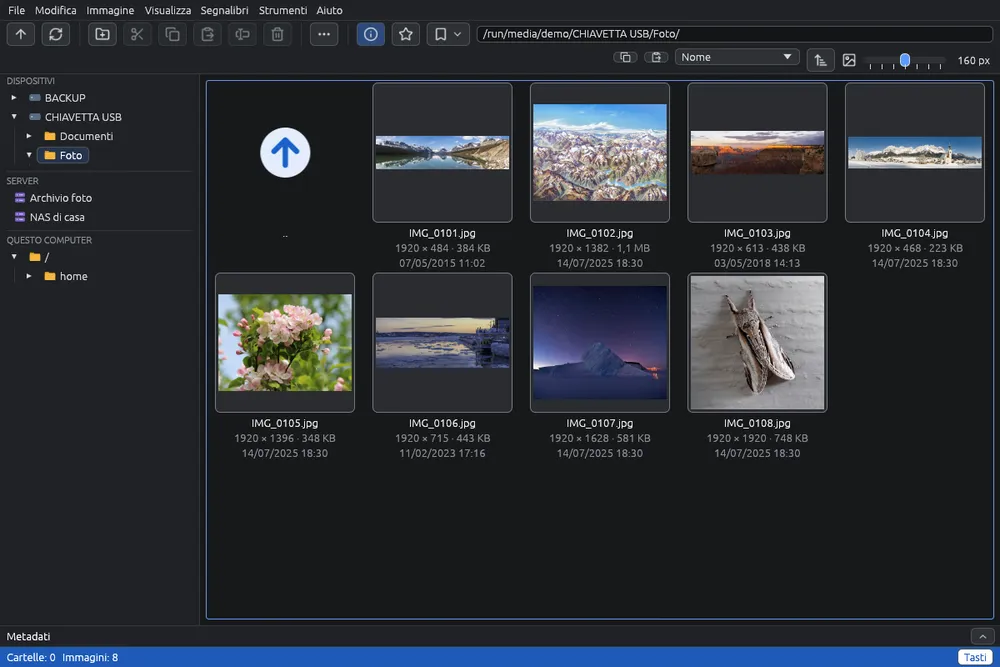 File Modifica Immagine Visualizza Segnalibri Strumenti Aiuto
/run/media/demo/CHIAVETTA USB/Foto/
Nome
160 px
DISPOSITIVI
BACKUP
CHIAVETTA USB
Documenti
Foto
SERVER
Archivio foto
NAS di casa
QUESTO COMPUTER
/
home
..
IMG_0101.jpg
1920 × 484 · 384 KB
07/05/2015 11:02
IMG_0102.jpg
1920 × 1382 · 1,1 MB
14/07/2025 18:30
IMG_0103.jpg
1920 × 613 · 438 KB
03/05/2018 14:13
IMG_0104.jpg
1920 × 468 · 223 KB
14/07/2025 18:30
IMG_0105.jpg
1920 × 1396 · 348 KB
14/07/2025 18:30
IMG_0106.jpg
1920 × 715 · 443 KB
11/02/2023 17:16
IMG_0107.jpg
1920 × 1628 · 581 KB
14/07/2025 18:30
IMG_0108.jpg
1920 × 1920 · 748 KB
14/07/2025 18:30
Metadati
Cartelle: 0 Immagini: 8
Tasti